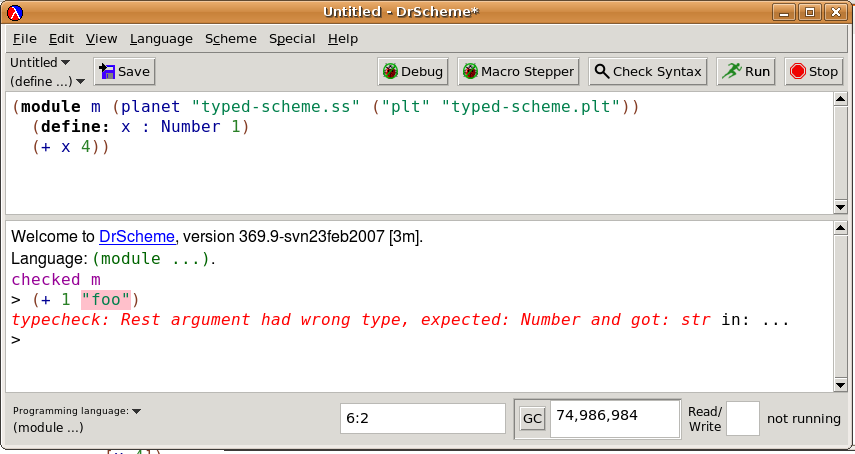 Untitled - DrScheme*
File Edit View Language Scheme Special Help
Untitled
(define ...)
Save
Debug
Macro Stepper
Check Syntax
Run
Stop
(module m (planet "typed-scheme.ss" ("plt" "typed-scheme.plt"))
(define: x : Number 1)
(+ x 4))
Welcome to DrScheme, version 369.9-svn23feb2007 [3m].
Language: (module ...).
checked m
> (+ 1 "foo")
typecheck: Rest argument had wrong type, expected: Number and got: str in: ...
>
Programming language:
(module ...)
6:2
GC
74,986,984
Read/
Write
not running